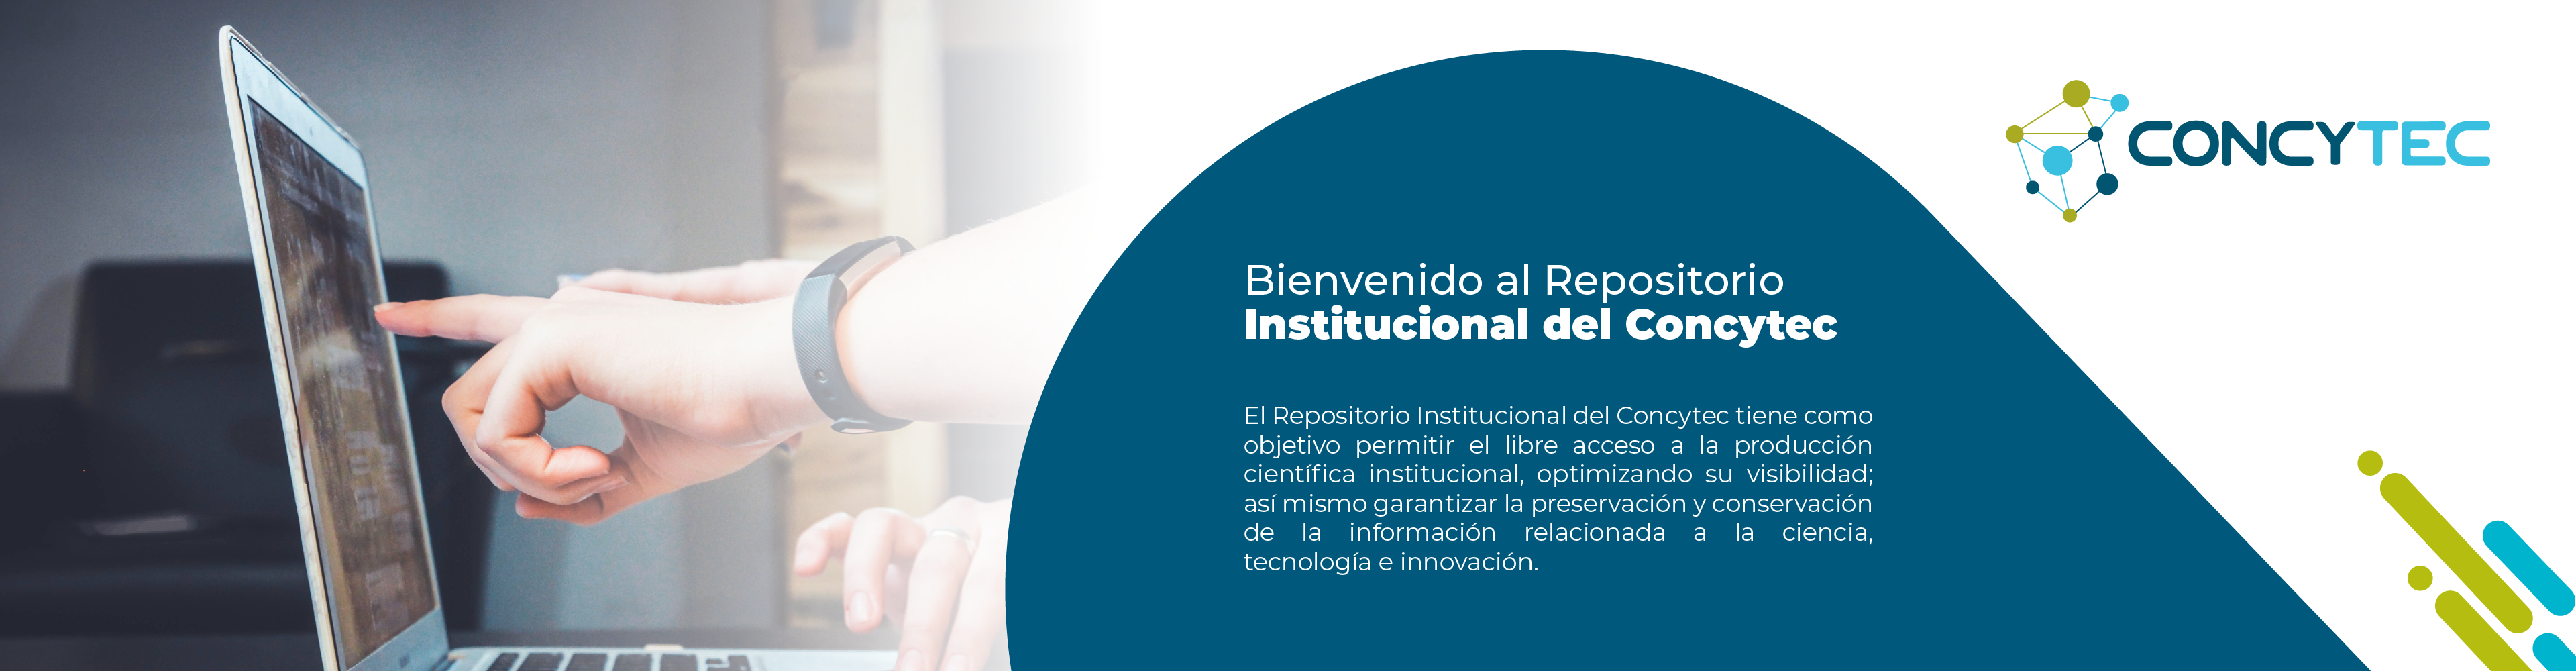 CONCYTEC
Bienvenido al Repositorio
Institucional del Concytec
El Repositorio Institucional del Concytec tiene como
objetivo permitir el libre acceso a la producción
científica institucional, optimizando su visibilidad;
así mismo garantizar la preservación y conservación
de la información relacionada a la ciencia,
tecnología e innovación.